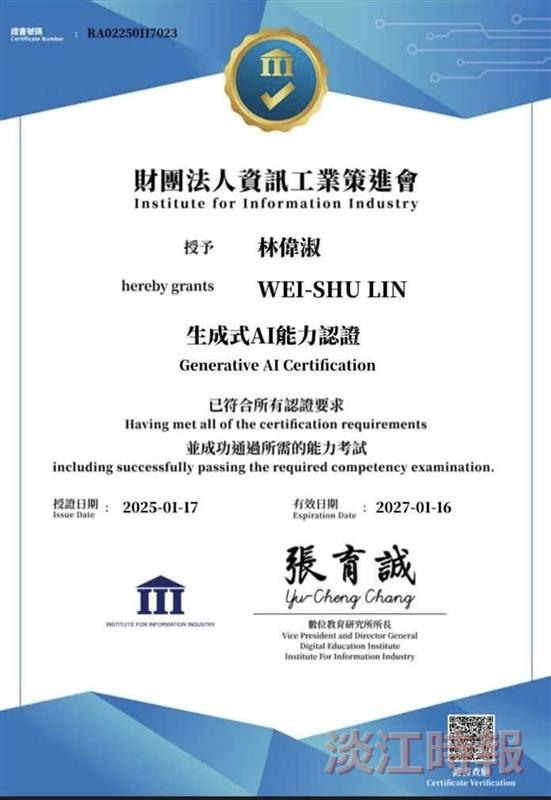 證書號碼
Certificate Number : RA02250117023
財團法人資訊工業策進會
Institute for Information Industry
授予 林偉淑
hereby grants WEI-SHU LIN
生成式AI能力認證
Generative AI Certification
已符合所有認證要求
Having met all of the certification requirements
並成功通過所需的能力考試
including successfully passing the required competency examination.
授證日期
Issue Date : 2025-01-17
有效日期
Expiration Date : 2027-01-16
張育誠
Yu-Cheng Chang
INSTITUTE FOR INFORMATION INDUSTRY
數位教育研究所所長
Vice President and Director General
Digital Education Institute
Institute For Information Industry
淡江時報
證書查驗
Certificate Verification